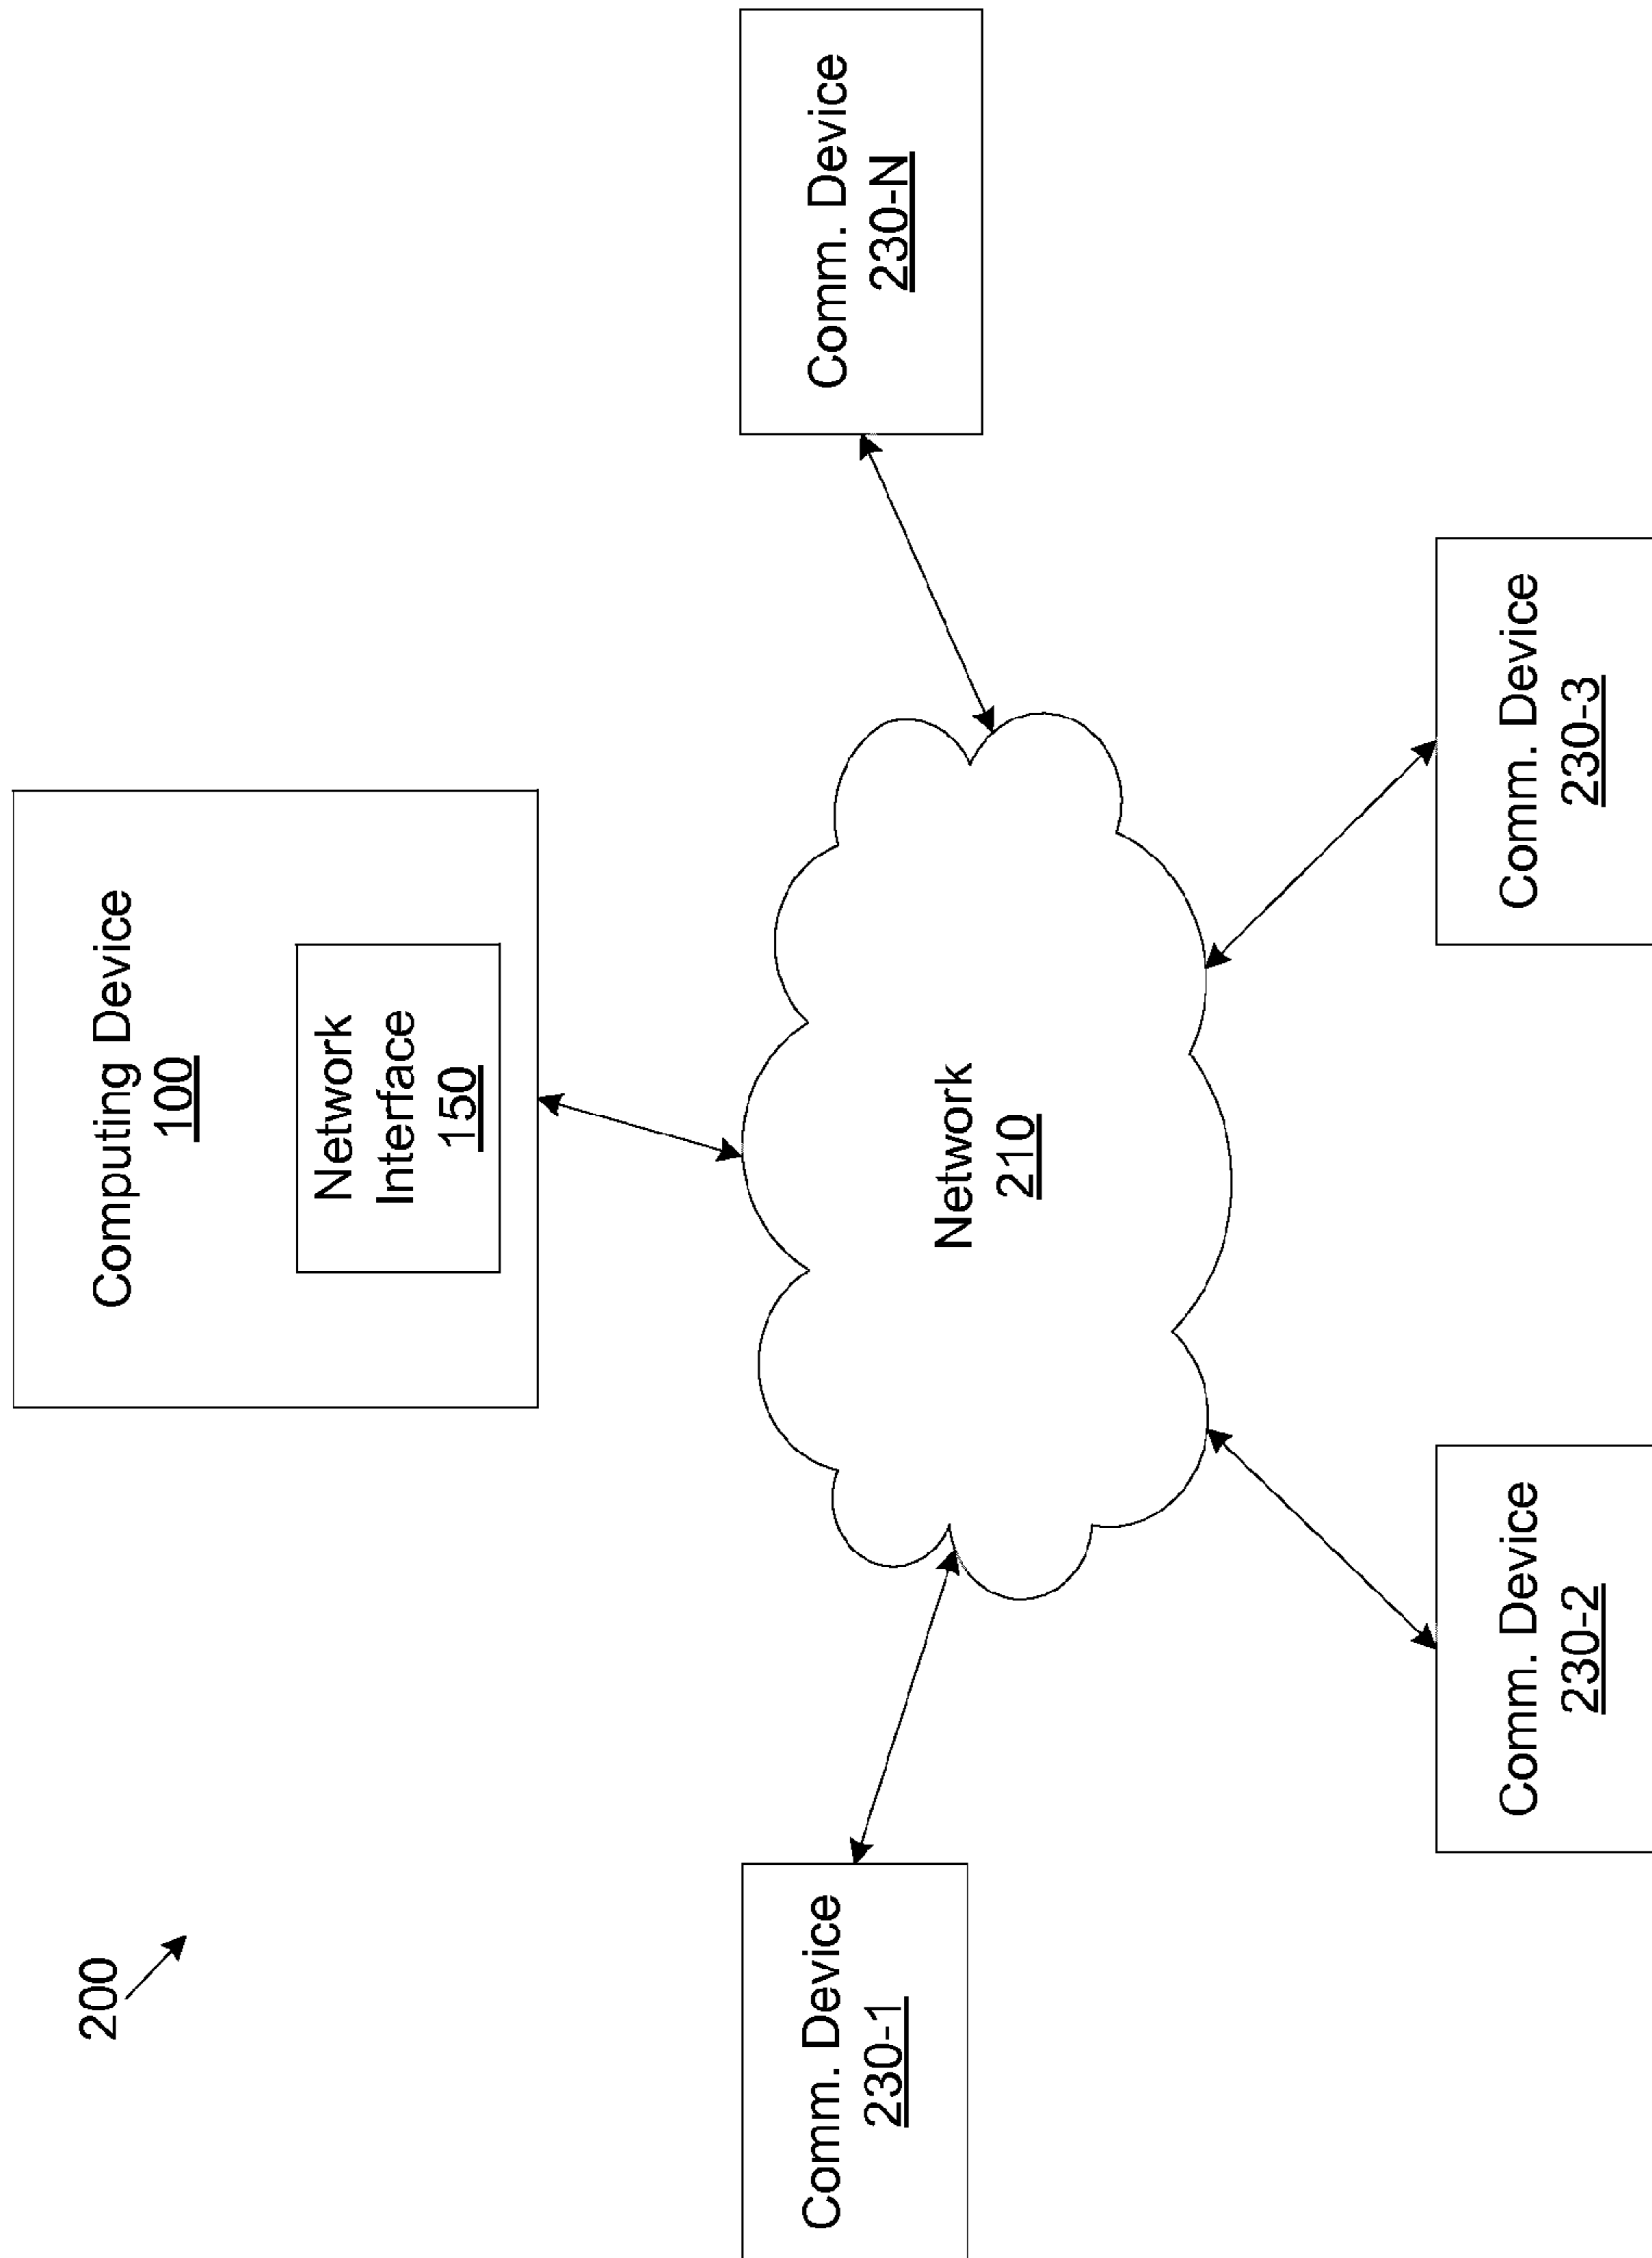 200
Computing Device
100
Network
Interface
150
Network
210
Comm. Device
230-1
Comm. Device
230-2
Comm. Device
230-3
Comm. Device
230-N